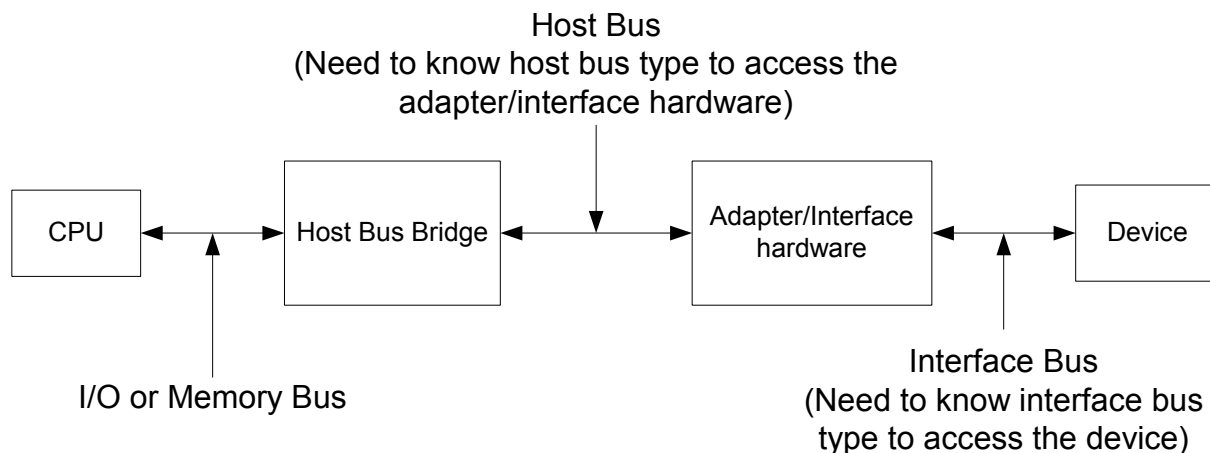 Host Bus
(Need to know host bus type to access the
adapter/interface hardware)
CPU
Host Bus Bridge
Adapter/Interface
hardware
Device
I/O or Memory Bus
Interface Bus
(Need to know interface bus
type to access the device)